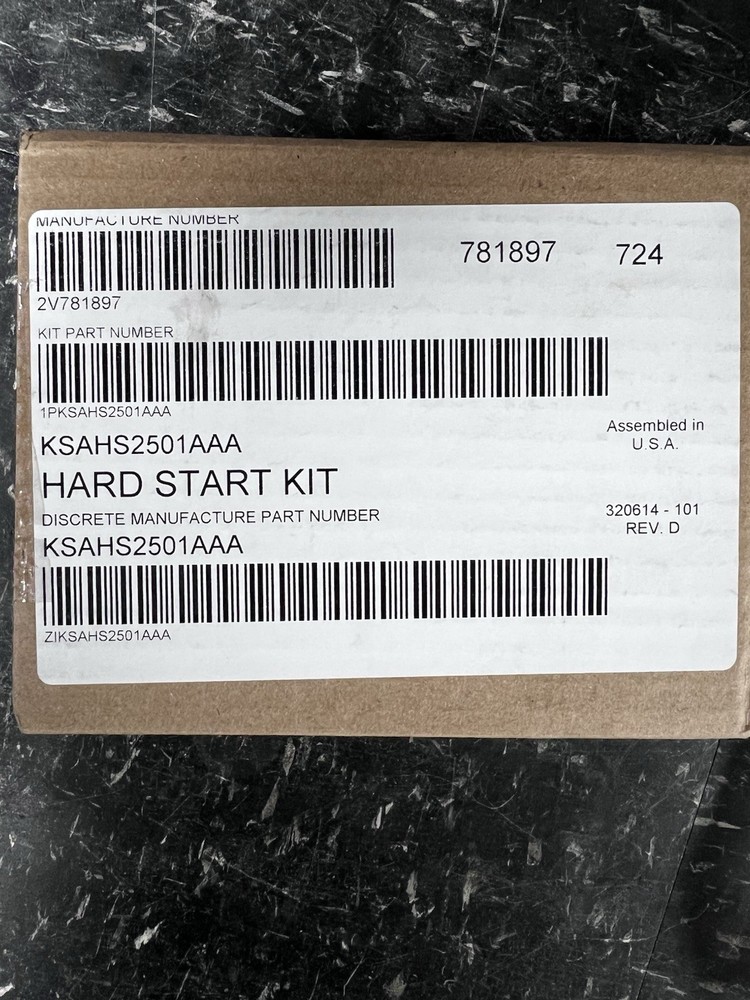 MANUFACTURE NUMBER
781897 724
2V781897
KIT PART NUMBER
1PKSAHS2501AAA
KSAHS2501AAA
Assembled in
U.S.A.
HARD START KIT
DISCRETE MANUFACTURE PART NUMBER
320614 - 101
REV. D
KSAHS2501AAA
ZIKSAHS2501AAA